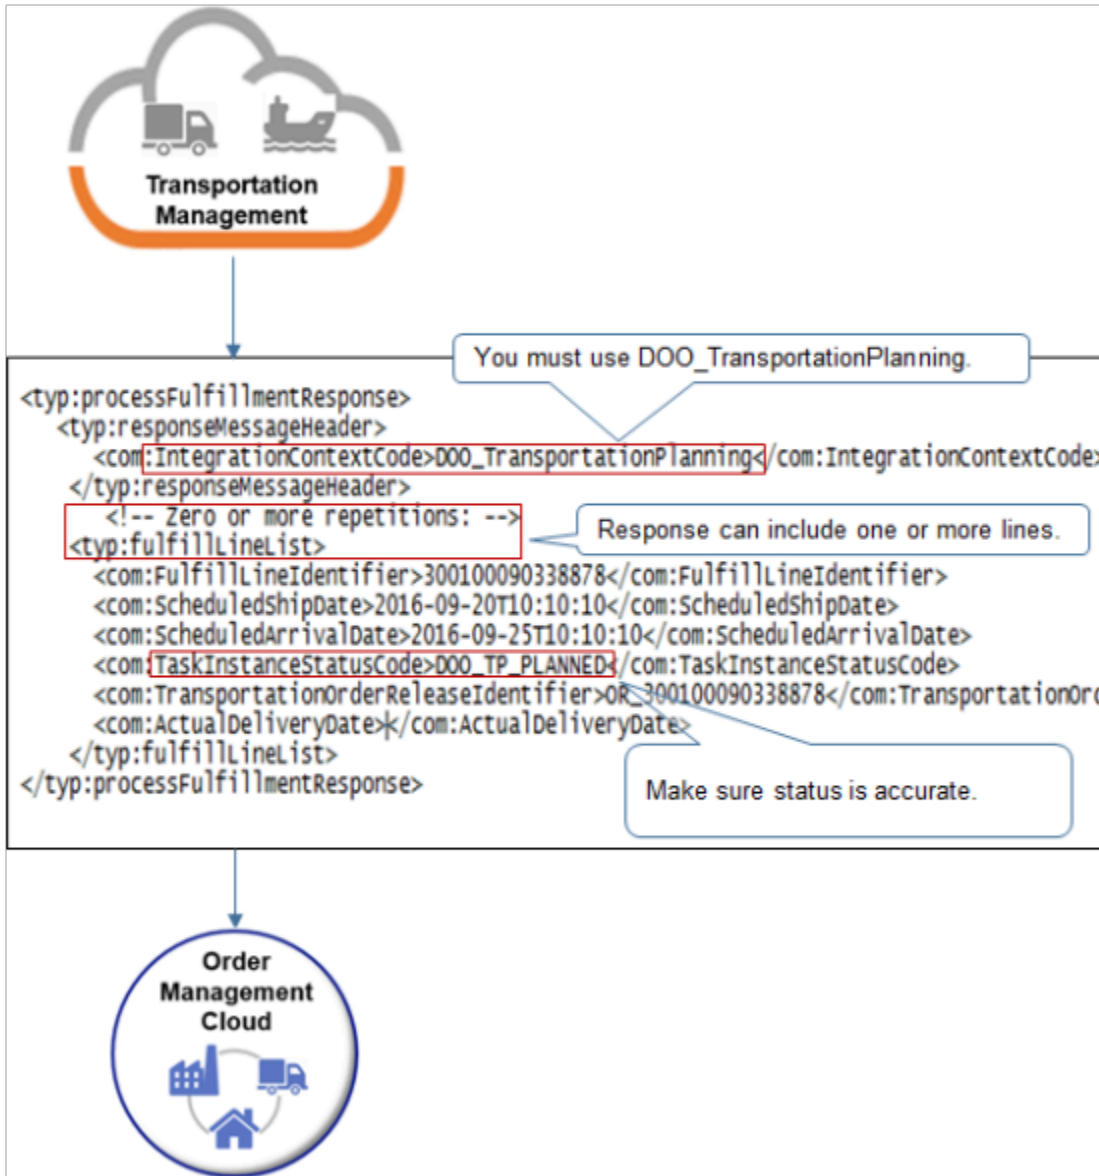 Transportation
Management
You must use DOO_TransportationPlanning.
<typ:processFulfillmentResponse>
<typ:responseMessageHeader>
<com:IntegrationContextCode>DOO_TransportationPlanning</com:IntegrationContextCode>
</typ:responseMessageHeader>
<!-- Zero or more repetitions: -->
Response can include one or more lines.
<typ:fulfillLineList>
<com:FulfillLineIdentifier>300100090338878</com:FulfillLineIdentifier>
<com:ScheduledShipDate>2016-09-20T10:10:10</com:ScheduledShipDate>
<com:ScheduledArrivalDate>2016-09-25T10:10:10</com:ScheduledArrivalDate>
<com:TaskInstanceStatusCode>DOO_TP_PLANNED</com:TaskInstanceStatusCode>
<com:TransportationOrderReleaseIdentifier>OR_300100090338878</com:TransportationOrd
<com:ActualDeliveryDate></com:ActualDeliveryDate>
</typ:fulfillLineList>
</typ:processFulfillmentResponse>
Make sure status is accurate.
Order
Management
Cloud